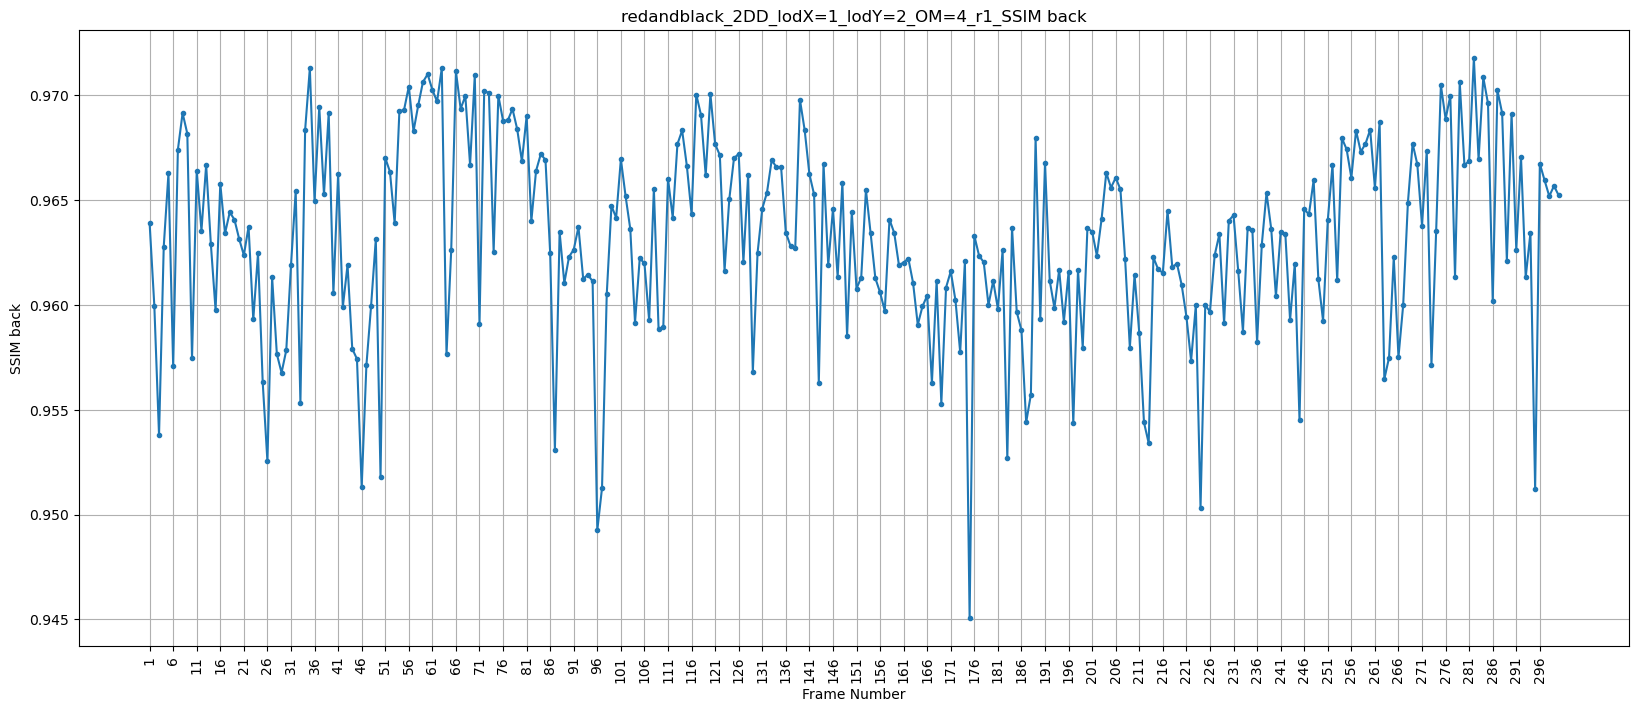 redandblack_2DD_lodX=1_lodY=2_OM=4_r1_SSIM back
SSIM back
0.970
0.965
0.960
0.955
0.950
0.945
1 6 11 16 21 26 31 36 41 46 51 56 61 66 71 76 81 86 91 96 101 106 111 116 121 126 131 136 141 146 151 156 161 166 171 176 181 186 191 196 201 206 211 216 221 226 231 236 241 246 251 256 261 266 271 276 281 286 291 296
Frame Number